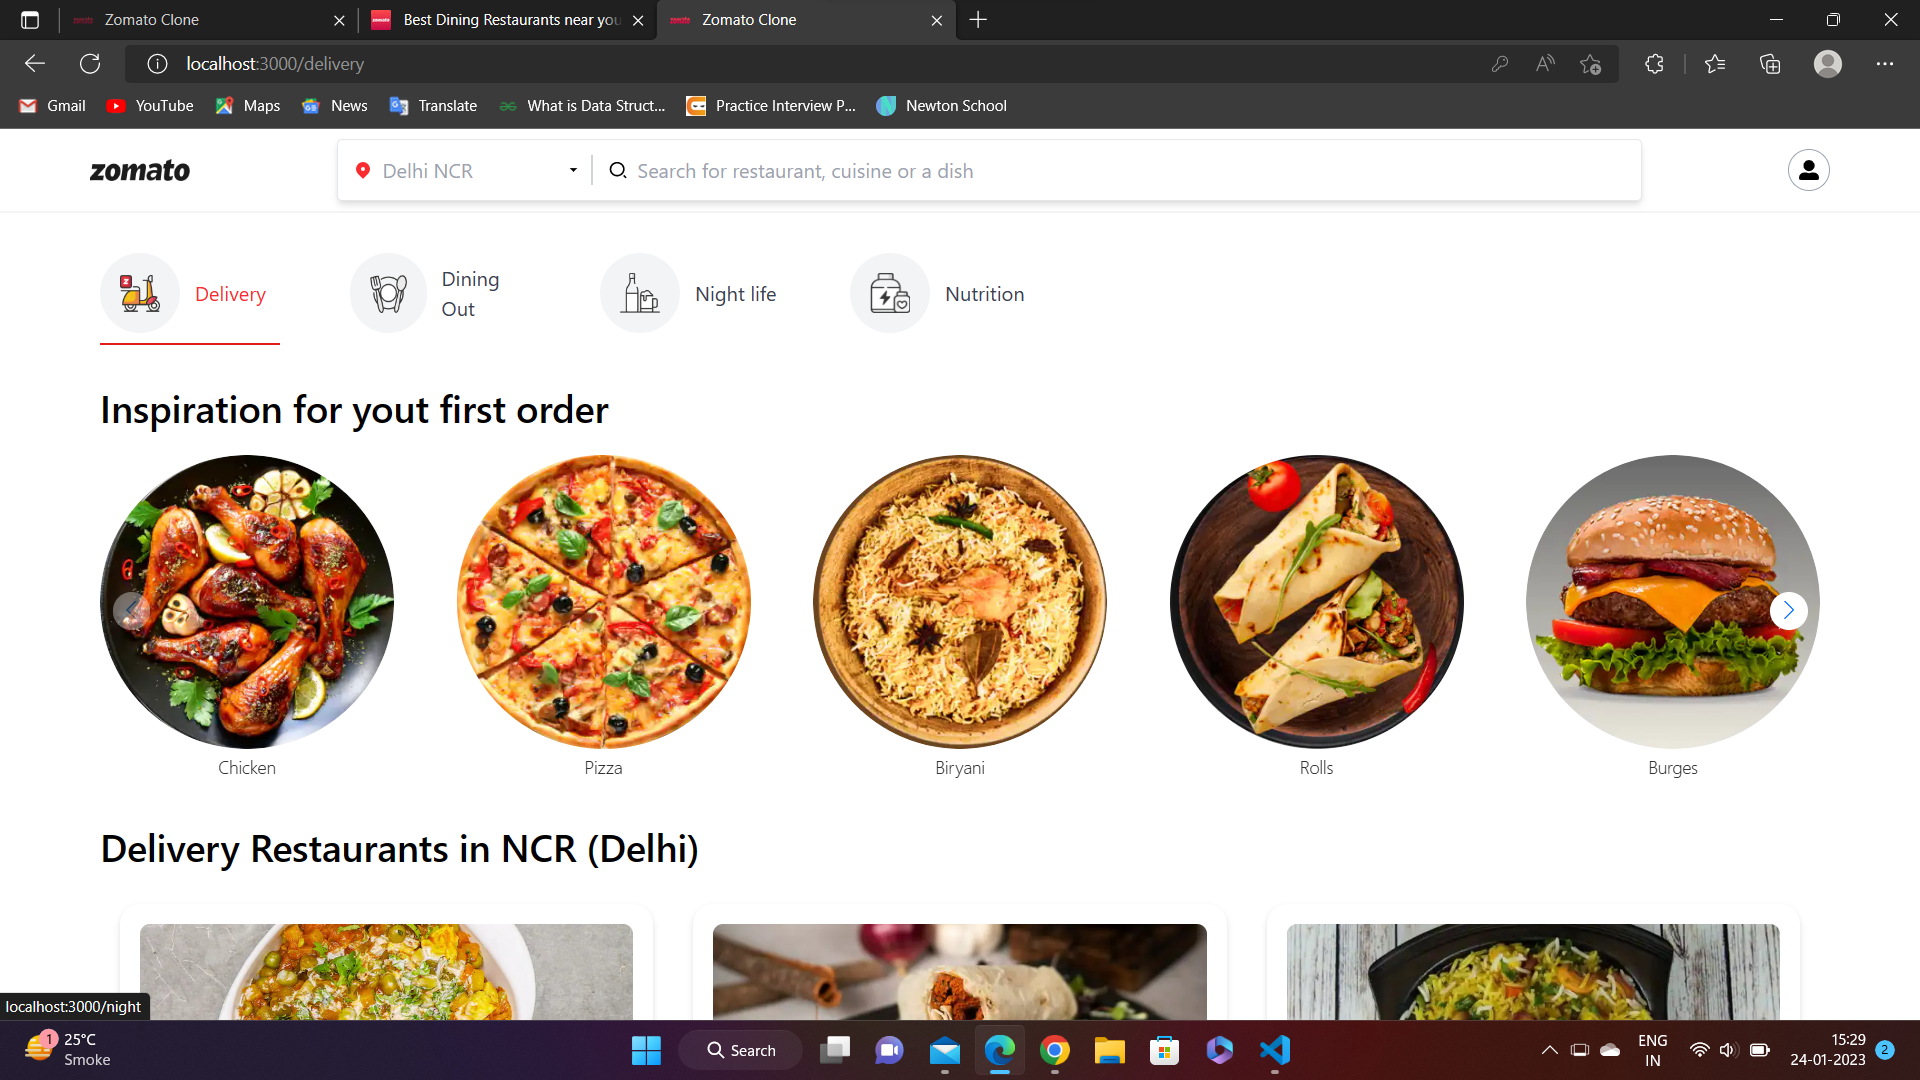 Zomato Clone
Best Dining Restaurants near you
Zomato Clone
localhost:3000/delivery
Gmail
YouTube
Maps
News
Translate
What is Data Struct...
Practice Interview P...
Newton School
zomato
Delhi NCR
Search for restaurant, cuisine or a dish
Delivery
Dining
Out
Night life
Nutrition
Inspiration for yout first order
Chicken
Pizza
Biryani
Rolls
Burges
Delivery Restaurants in NCR (Delhi)
localhost:3000/night
1
25°C
Smoke
Search
ENG
IN
15:29
24-01-2023
2